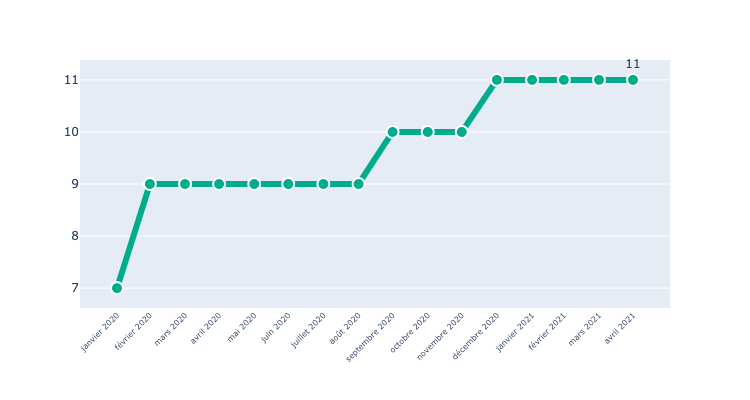 11
11
10
9
8
7
janvier 2020
février 2020
mars 2020
avril 2020
mai 2020
juin 2020
juillet 2020
août 2020
septembre 2020
octobre 2020
novembre 2020
décembre 2020
janvier 2021
février 2021
mars 2021
avril 2021